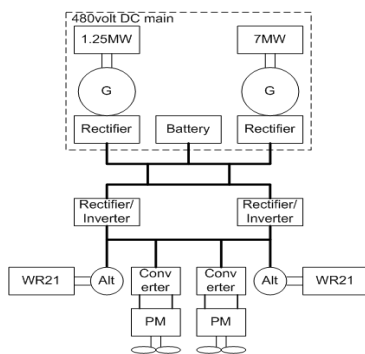 480volt DC main
1.25MW
7MW
G
G
Rectifier
Battery
Rectifier
Rectifier/
Inverter
Rectifier/
Inverter
WR21
Alt
Conv
erter
Conv
erter
Alt
WR21
PM
PM